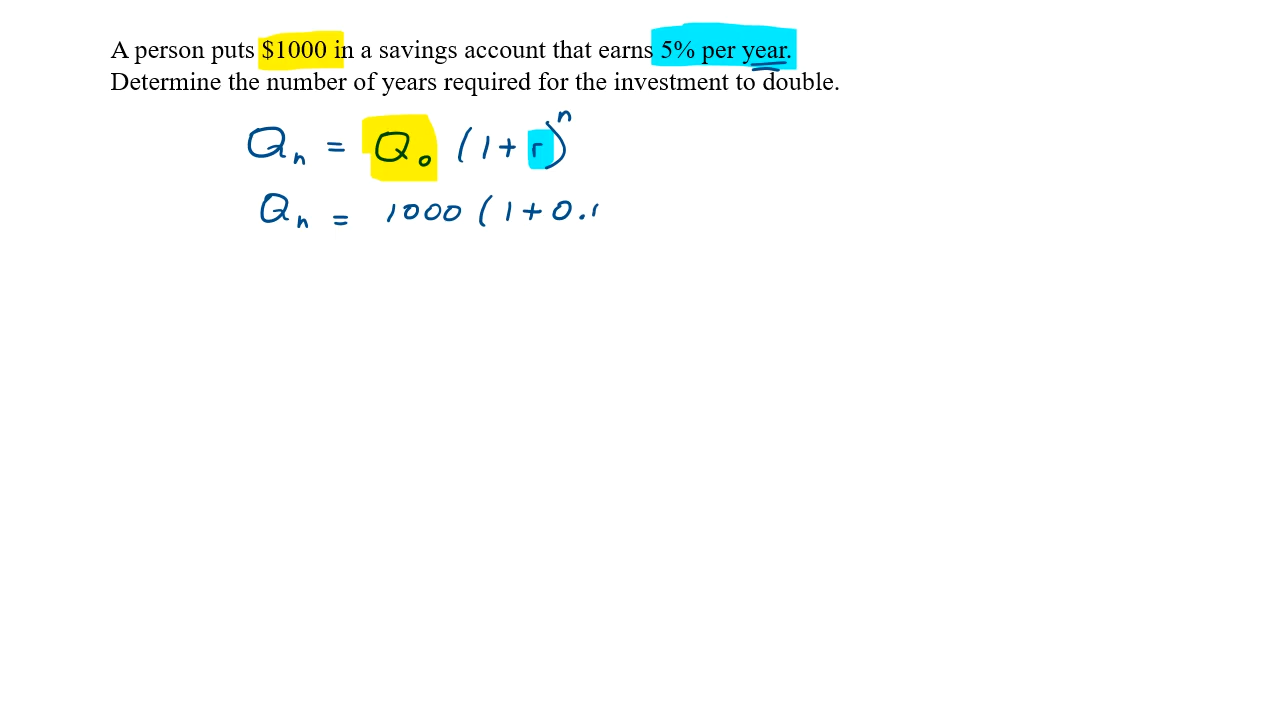 A person puts $1000 in a savings account that earns 5% per year.
Determine the number of years required for the investment to double.
Qₙ = Q₀ (1 + r)ⁿ
Qₙ = 1000 (1 + 0.